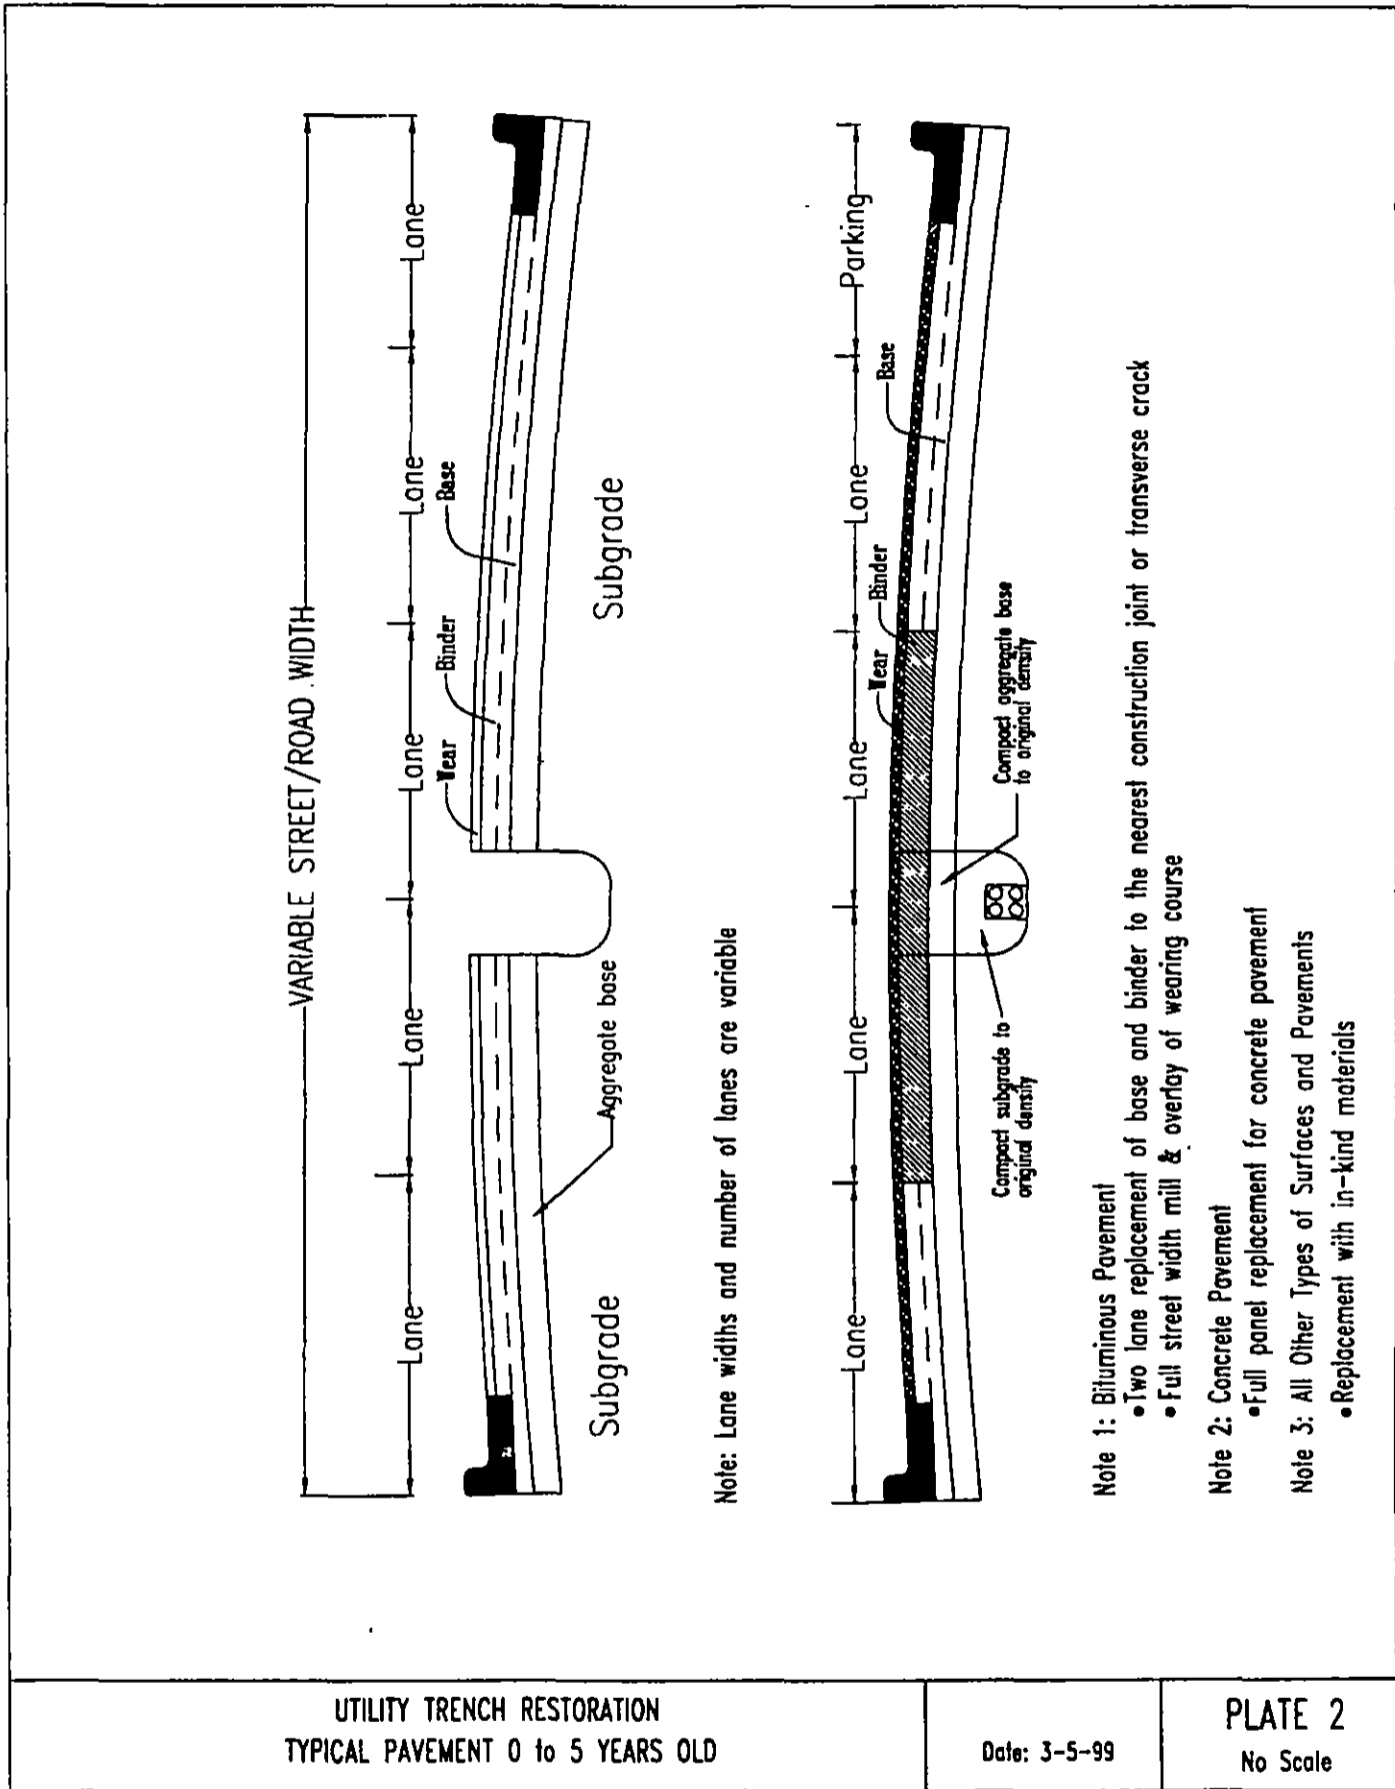 VARIABLE STREET/ROAD WIDTH
Lane
Lane
Lane
Lane
Lane
Wear
Binder
Base
Subgrade
Aggregate base
Subgrade
Note: Lane widths and number of lanes are variable
Lane
Lane
Lane
Lane
Parking
Wear
Binder
Base
Compact subgrade to
original density
Compact aggregate base
to original density
Note 1: Bituminous Pavement
•Two lane replacement of base and binder to the nearest construction joint or transverse crack
•Full street width mill & overlay of wearing course
Note 2: Concrete Pavement
•Full panel replacement for concrete pavement
Note 3: All Other Types of Surfaces and Pavements
•Replacement with in-kind materials
UTILITY TRENCH RESTORATION
TYPICAL PAVEMENT 0 to 5 YEARS OLD
Date: 3-5-99
PLATE 2
No Scale